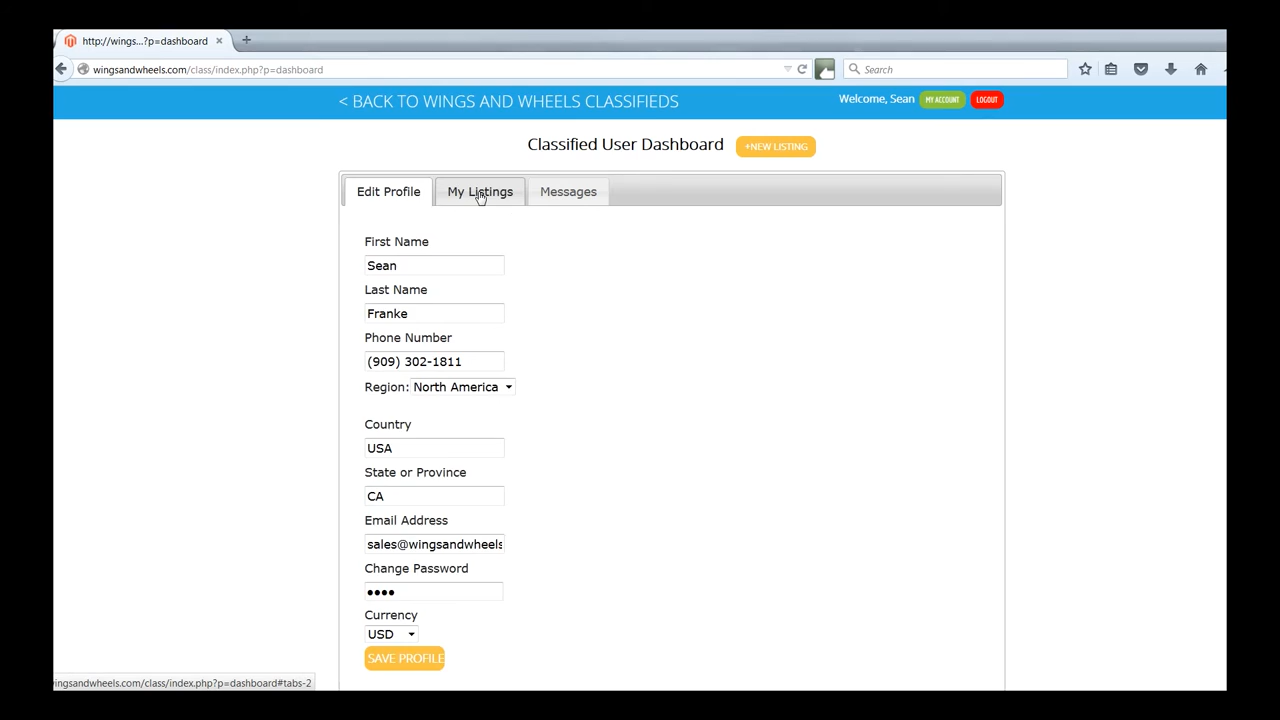 http://wings...?p=dashboard
wingsandwheels.com/class/index.php?p=dashboard
Search
< BACK TO WINGS AND WHEELS CLASSIFIEDS
Welcome, Sean
MY ACCOUNT
LOGOUT
Classified User Dashboard
+NEW LISTING
Edit Profile
My Listings
Messages
First Name
Sean
Last Name
Franke
Phone Number
(909) 302-1811
Region: North America
Country
USA
State or Province
CA
Email Address
sales@wingsandwheels
Change Password
••••
Currency
USD
SAVE PROFILE
ingsandwheels.com/class/index.php?p=dashboard#tabs-2